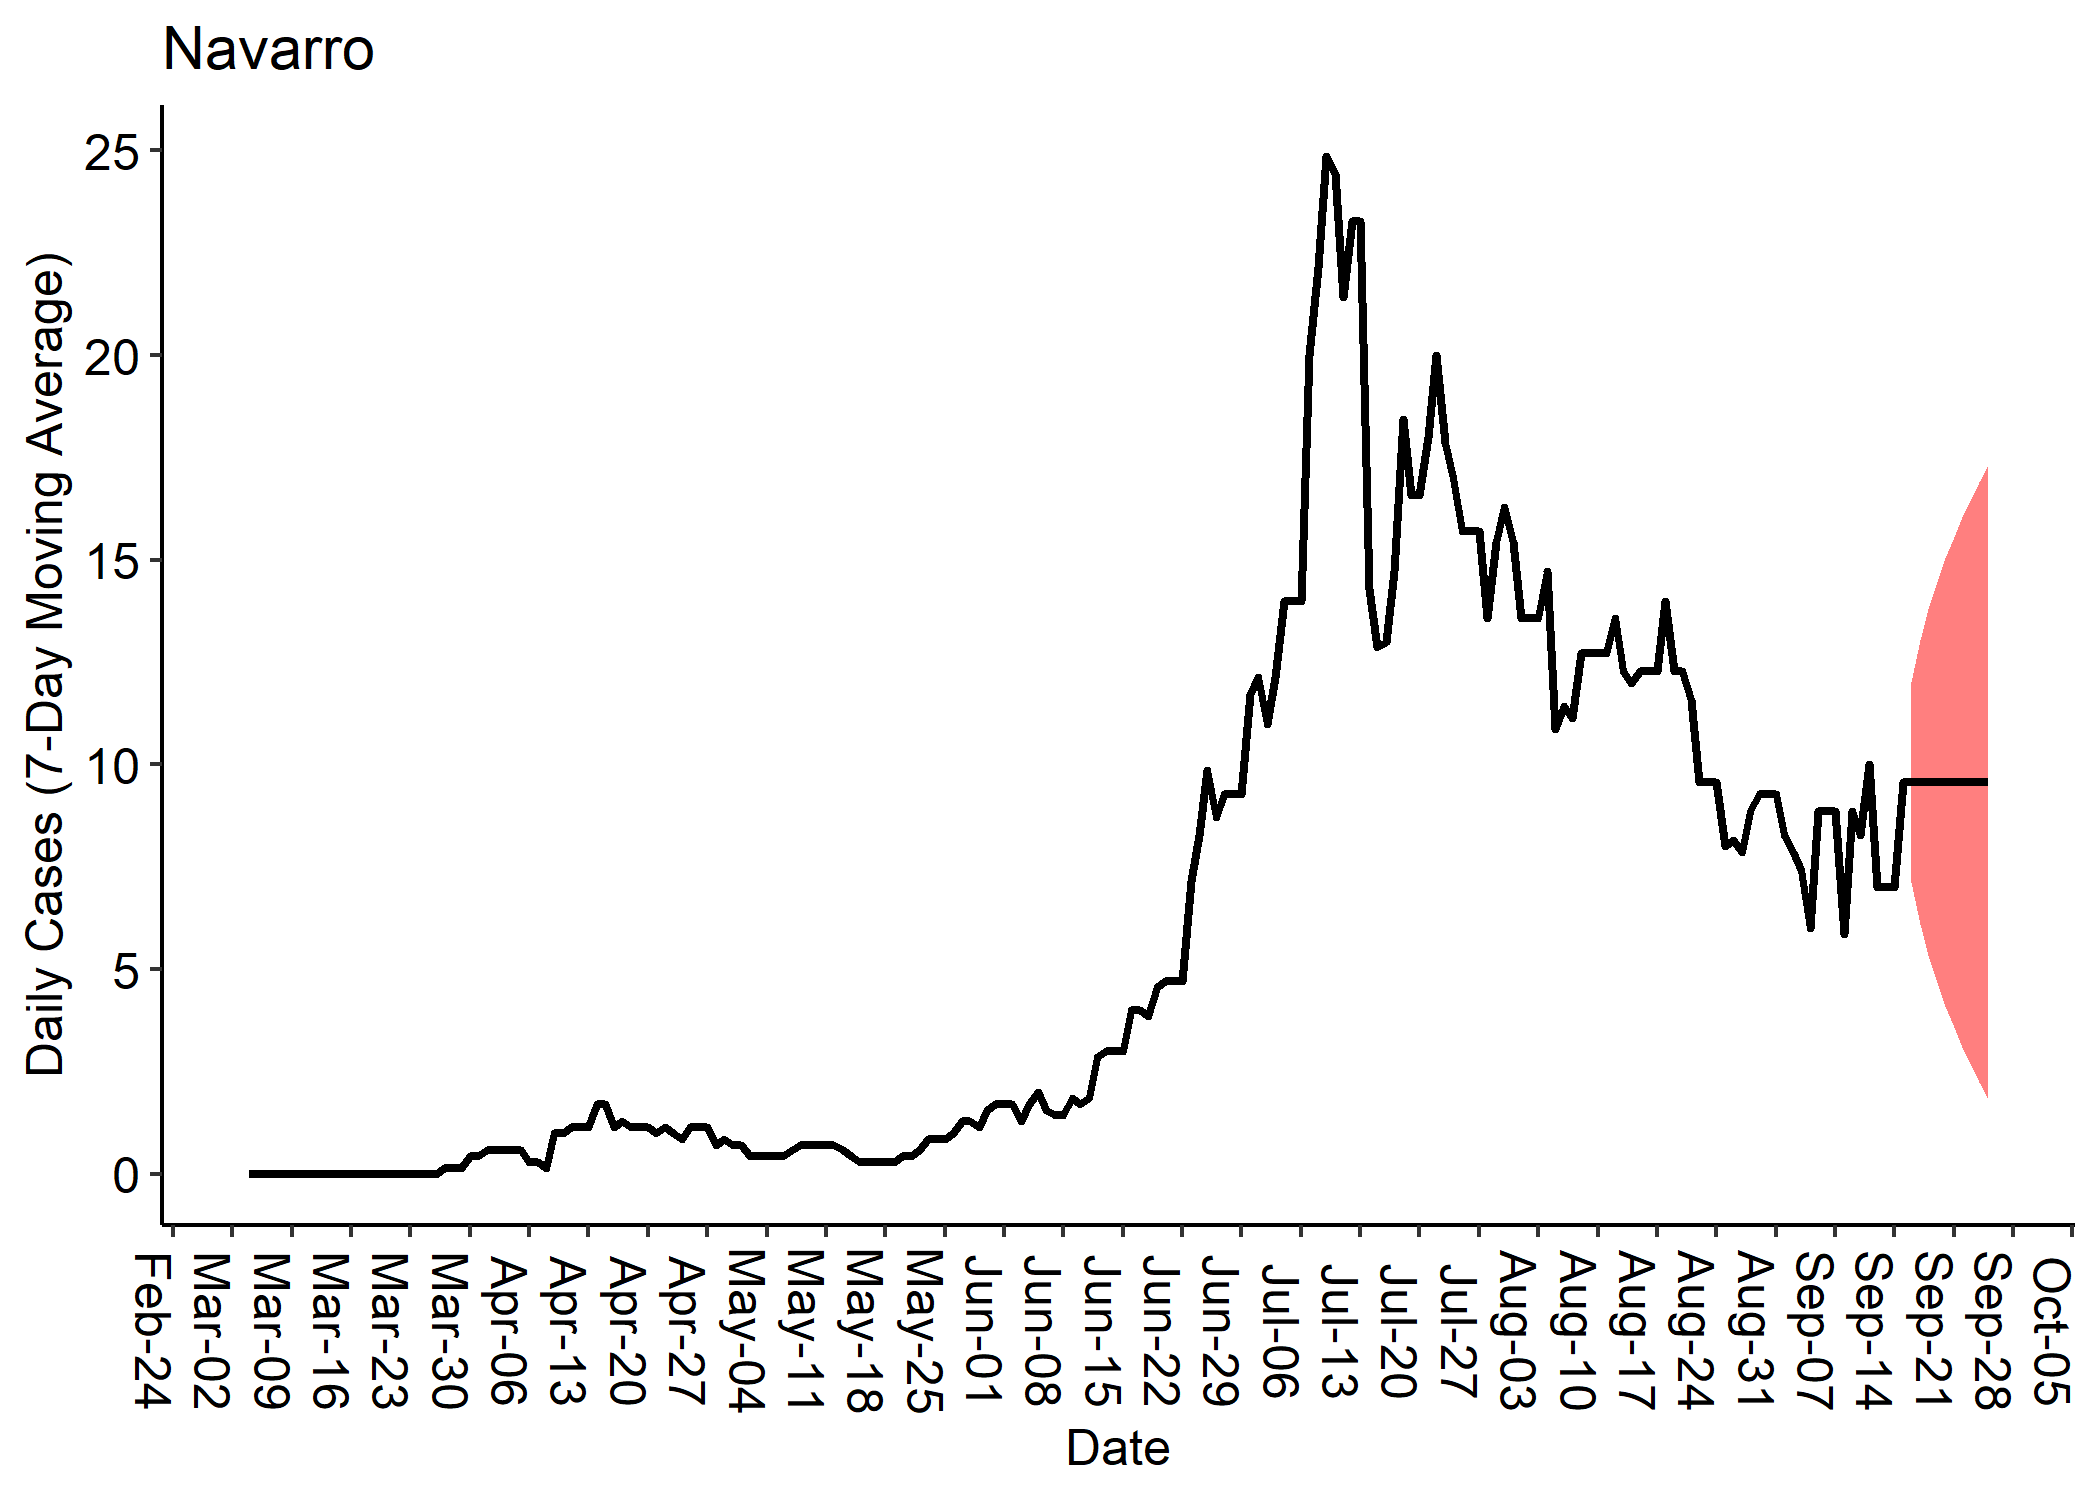 Navarro
Daily Cases (7-Day Moving Average)
25
20
15
10
5
0
Feb-24
Mar-02
Mar-09
Mar-16
Mar-23
Mar-30
Apr-06
Apr-13
Apr-20
Apr-27
May-04
May-11
May-18
May-25
Jun-01
Jun-08
Jun-15
Jun-22
Jun-29
Jul-06
Jul-13
Jul-20
Jul-27
Aug-03
Aug-10
Aug-17
Aug-24
Aug-31
Sep-07
Sep-14
Sep-21
Sep-28
Oct-05
Date